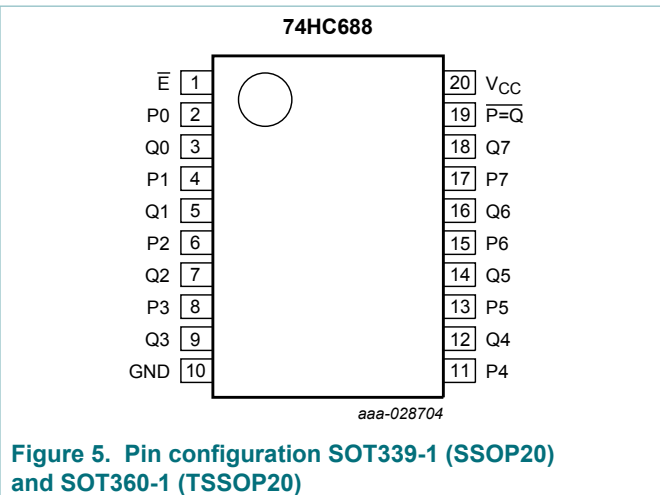 74HC688
E̅ 1 20 VCC
P0 2 19 P̅=̅Q̅
Q0 3 18 Q7
P1 4 17 P7
Q1 5 16 Q6
P2 6 15 P6
Q2 7 14 Q5
P3 8 13 P5
Q3 9 12 Q4
GND 10 11 P4
aaa-028704
Figure 5. Pin configuration SOT339-1 (SSOP20)
and SOT360-1 (TSSOP20)